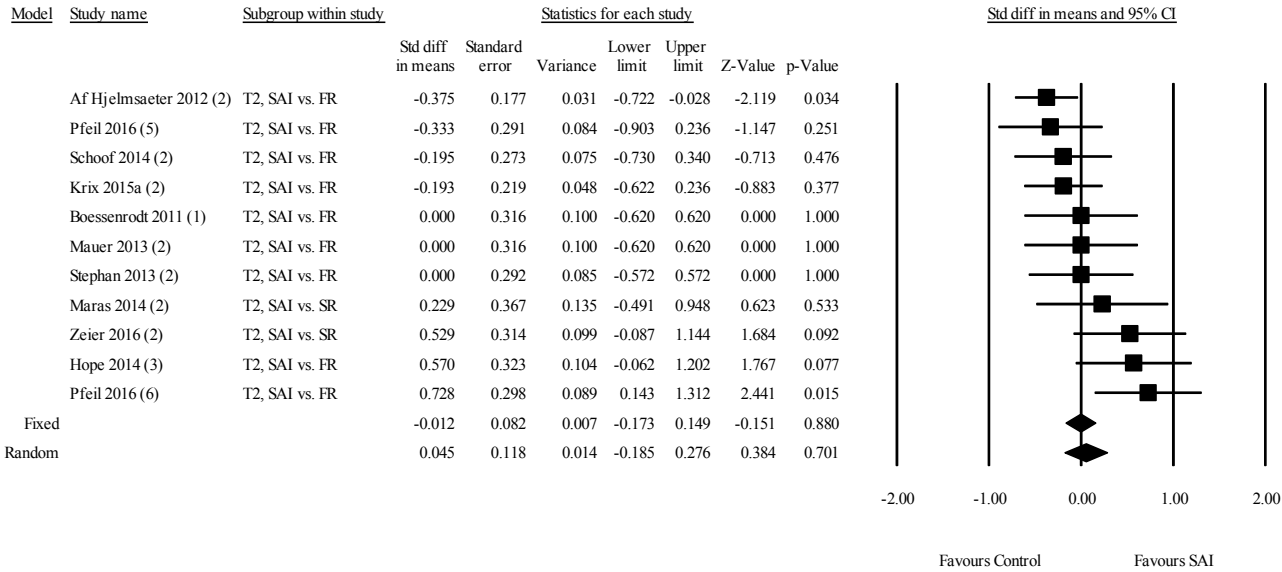 Model Study name Subgroup within study Statistics for each study Std diff in means and 95% CI
Std diff Standard Lower Upper
in means error Variance limit limit Z-Value p-Value
Af Hjelmsaeter 2012 (2) T2, SAI vs. FR -0.375 0.177 0.031 -0.722 -0.028 -2.119 0.034
Pfeil 2016 (5) T2, SAI vs. FR -0.333 0.291 0.084 -0.903 0.236 -1.147 0.251
Schoof 2014 (2) T2, SAI vs. FR -0.195 0.273 0.075 -0.730 0.340 -0.713 0.476
Krix 2015a (2) T2, SAI vs. FR -0.193 0.219 0.048 -0.622 0.236 -0.883 0.377
Boessenrodt 2011 (1) T2, SAI vs. FR 0.000 0.316 0.100 -0.620 0.620 0.000 1.000
Mauer 2013 (2) T2, SAI vs. FR 0.000 0.316 0.100 -0.620 0.620 0.000 1.000
Stephan 2013 (2) T2, SAI vs. FR 0.000 0.292 0.085 -0.572 0.572 0.000 1.000
Maras 2014 (2) T2, SAI vs. SR 0.229 0.367 0.135 -0.491 0.948 0.623 0.533
Zeier 2016 (2) T2, SAI vs. SR 0.529 0.314 0.099 -0.087 1.144 1.684 0.092
Hope 2014 (3) T2, SAI vs. FR 0.570 0.323 0.104 -0.062 1.202 1.767 0.077
Pfeil 2016 (6) T2, SAI vs. FR 0.728 0.298 0.089 0.143 1.312 2.441 0.015
Fixed -0.012 0.082 0.007 -0.173 0.149 -0.151 0.880
Random 0.045 0.118 0.014 -0.185 0.276 0.384 0.701
-2.00 -1.00 0.00 1.00 2.00
Favours Control Favours SAI